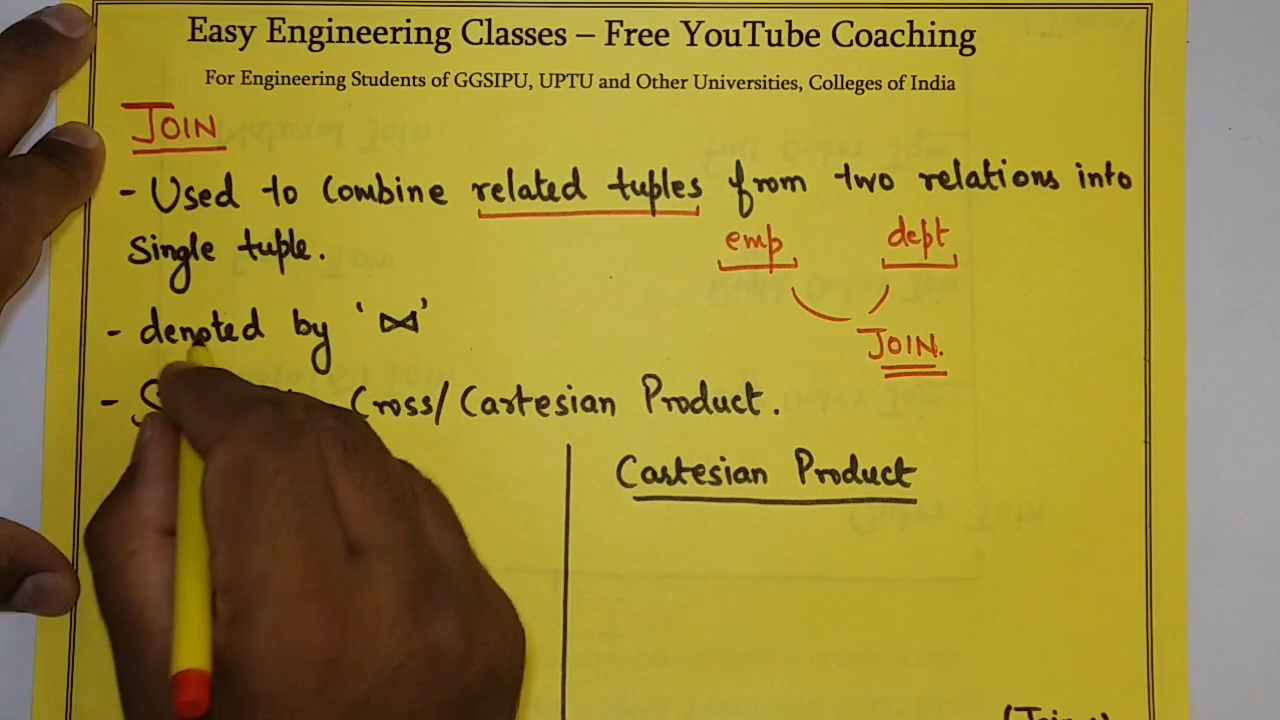 Easy Engineering Classes – Free YouTube Coaching
For Engineering Students of GGSIPU, UPTU and Other Universities, Colleges of India
JOIN
- Used to Combine related tuples from two relations into
Single tuple.
emp dept
- denoted by '⋈'
JOIN.
- Cross/Cartesian Product.
Cartesian Product